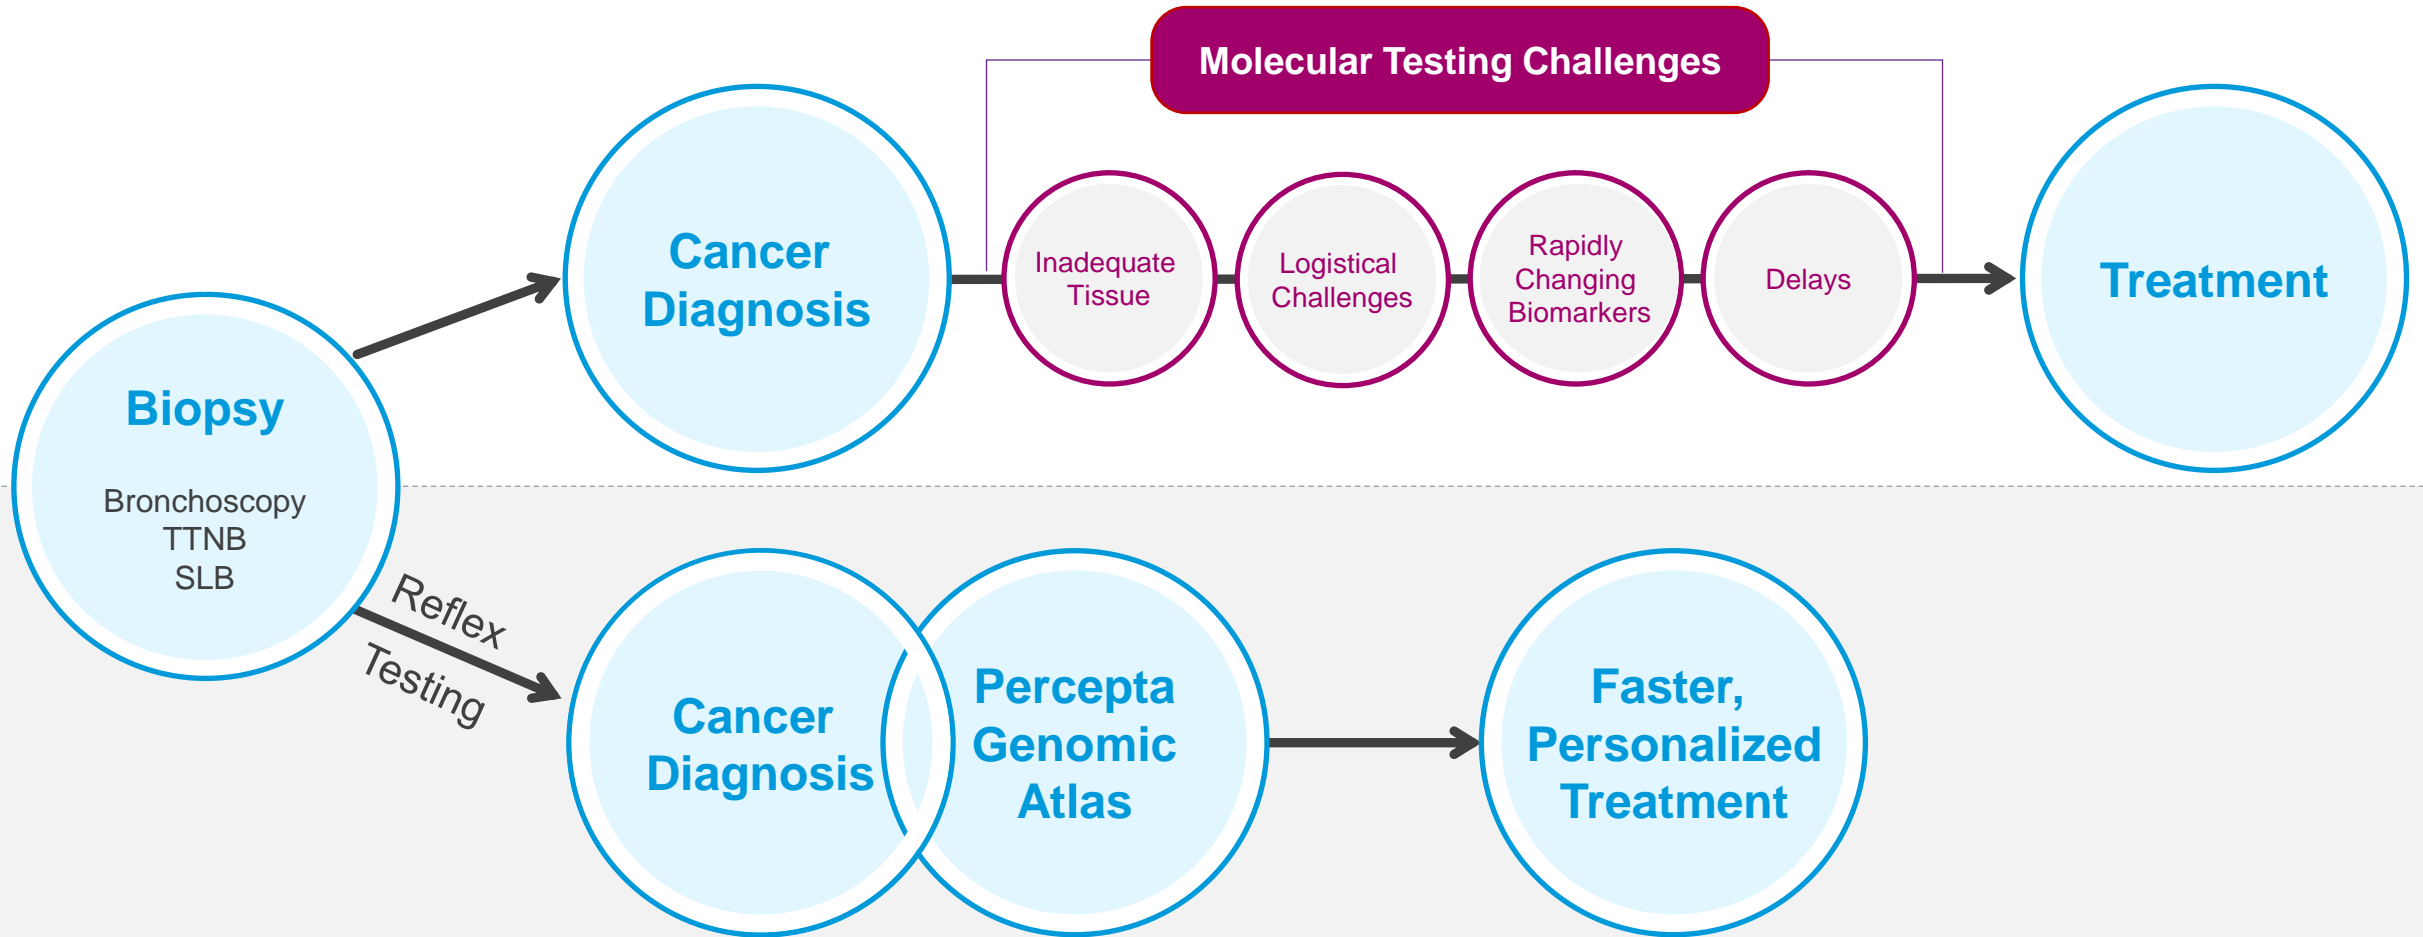 Molecular Testing Challenges
Cancer
Diagnosis
Inadequate
Tissue
Logistical
Challenges
Rapidly
Changing
Biomarkers
Delays
Treatment
Biopsy
Bronchoscopy
TTNB
SLB
Reflex
Testing
Cancer
Diagnosis
Percepta
Genomic
Atlas
Faster,
Personalized
Treatment